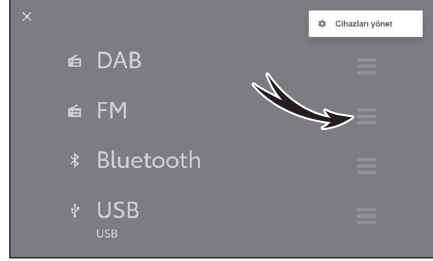 Cihazları yönet
DAB
FM
Bluetooth
USB
USB